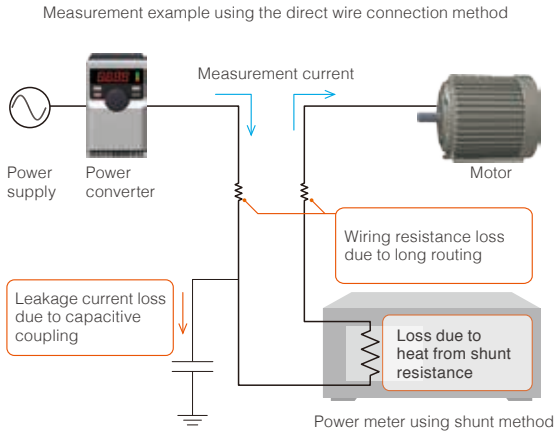 Measurement example using the direct wire connection method
Measurement current
Power
supply
Power
converter
Motor
Wiring resistance loss
due to long routing
Leakage current loss
due to capacitive
coupling
Loss due to
heat from shunt
resistance
Power meter using shunt method